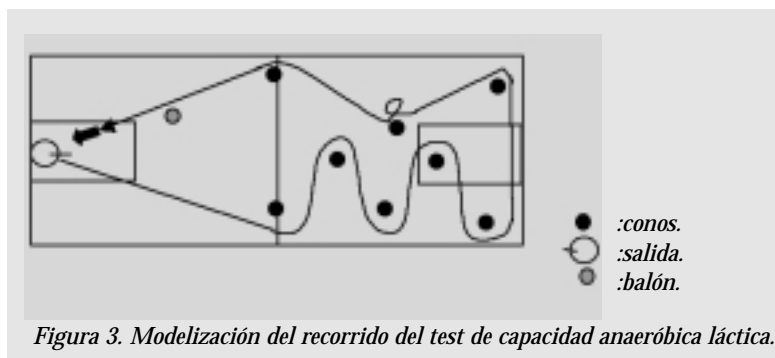 :conos.
:salida.
:balón.
Figura 3. Modelización del recorrido del test de capacidad anaeróbica láctica.